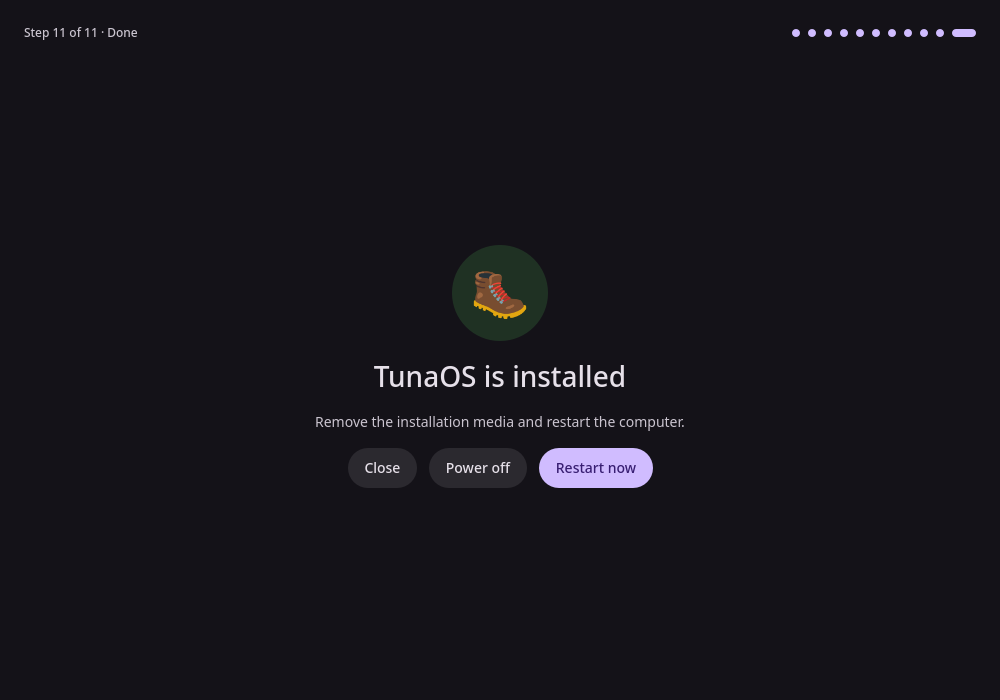 Step 11 of 11 · Done
TunaOS is installed
Remove the installation media and restart the computer.
Close
Power off
Restart now